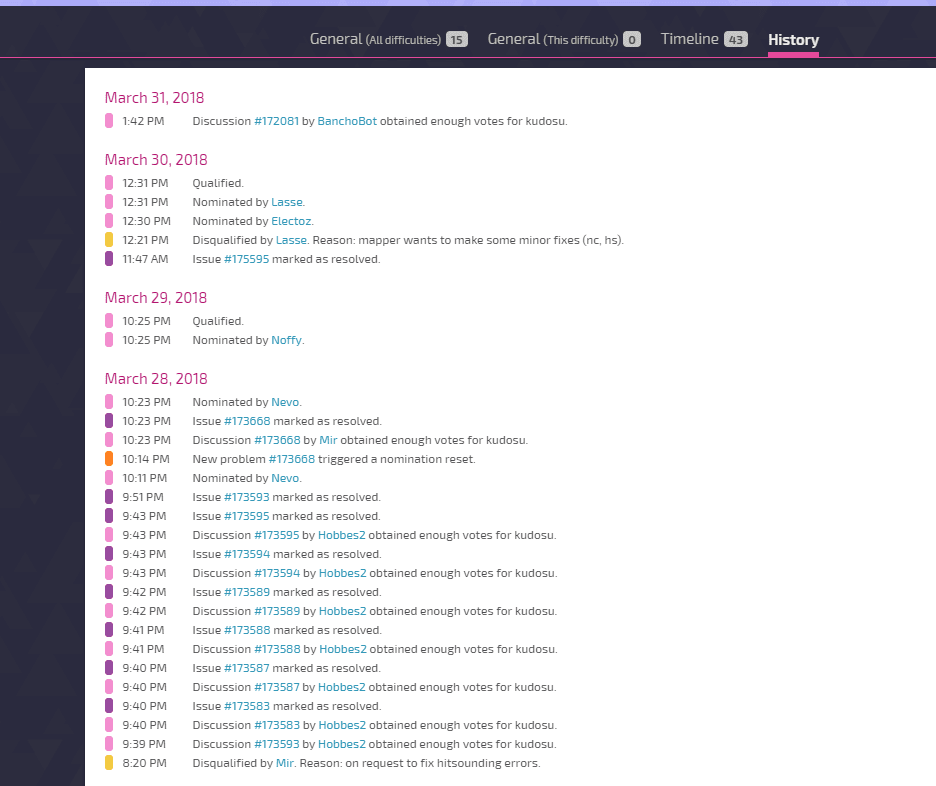 General (All difficulties) 15 General (This difficulty) 0 Timeline 43 History
March 31, 2018
1:42 PM Discussion #172081 by BanchoBot obtained enough votes for kudosu.
March 30, 2018
12:31 PM Qualified.
12:31 PM Nominated by Lasse.
12:30 PM Nominated by Electoz.
12:21 PM Disqualified by Lasse. Reason: mapper wants to make some minor fixes (nc, hs).
11:47 AM Issue #175595 marked as resolved.
March 29, 2018
10:25 PM Qualified.
10:25 PM Nominated by Noffy.
March 28, 2018
10:23 PM Nominated by Nevo.
10:23 PM Issue #173668 marked as resolved.
10:23 PM Discussion #173668 by Mir obtained enough votes for kudosu.
10:14 PM New problem #173668 triggered a nomination reset.
10:11 PM Nominated by Nevo.
9:51 PM Issue #173593 marked as resolved.
9:43 PM Issue #173595 marked as resolved.
9:43 PM Discussion #173595 by Hobbes2 obtained enough votes for kudosu.
9:43 PM Issue #173594 marked as resolved.
9:43 PM Discussion #173594 by Hobbes2 obtained enough votes for kudosu.
9:42 PM Issue #173589 marked as resolved.
9:42 PM Discussion #173589 by Hobbes2 obtained enough votes for kudosu.
9:41 PM Issue #173588 marked as resolved.
9:41 PM Discussion #173588 by Hobbes2 obtained enough votes for kudosu.
9:40 PM Issue #173587 marked as resolved.
9:40 PM Discussion #173587 by Hobbes2 obtained enough votes for kudosu.
9:40 PM Issue #173583 marked as resolved.
9:40 PM Discussion #173583 by Hobbes2 obtained enough votes for kudosu.
9:39 PM Discussion #173593 by Hobbes2 obtained enough votes for kudosu.
8:20 PM Disqualified by Mir. Reason: on request to fix hitsounding errors.